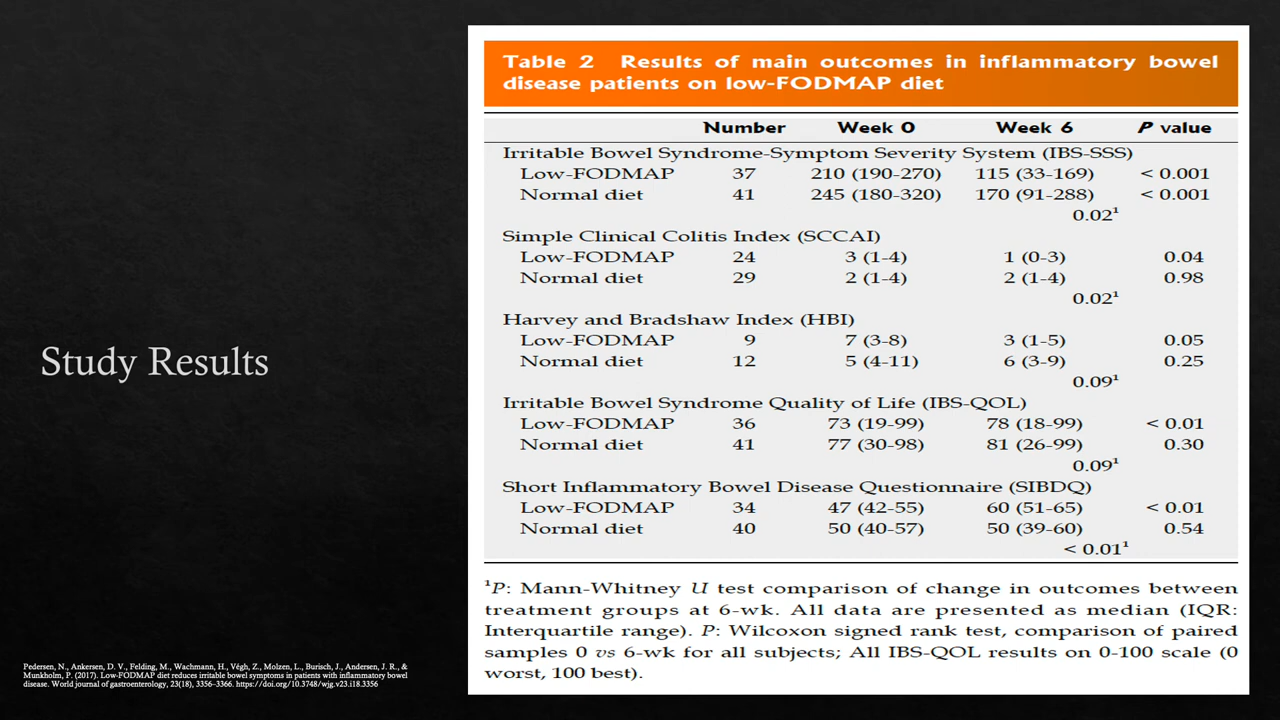 Study Results
Pedersen, N., Ankersen, D. V., Felding, M., Wachmann, H., Végh, Z., Molzen, L., Burisch, J., Andersen, J. R., &
Munkholm, P. (2017). Low-FODMAP diet reduces irritable bowel symptoms in patients with inflammatory bowel
disease. World journal of gastroenterology, 23(18), 3356–3366. https://doi.org/10.3748/wjg.v23.i18.3356
Table 2 Results of main outcomes in inflammatory bowel
disease patients on low-FODMAP diet
Number Week 0 Week 6 P value
Irritable Bowel Syndrome-Symptom Severity System (IBS-SSS)
Low-FODMAP 37 210 (190-270) 115 (33-169) < 0.001
Normal diet 41 245 (180-320) 170 (91-288) < 0.001
0.02¹
Simple Clinical Colitis Index (SCCAI)
Low-FODMAP 24 3 (1-4) 1 (0-3) 0.04
Normal diet 29 2 (1-4) 2 (1-4) 0.98
0.02¹
Harvey and Bradshaw Index (HBI)
Low-FODMAP 9 7 (3-8) 3 (1-5) 0.05
Normal diet 12 5 (4-11) 6 (3-9) 0.25
0.09¹
Irritable Bowel Syndrome Quality of Life (IBS-QOL)
Low-FODMAP 36 73 (19-99) 78 (18-99) < 0.01
Normal diet 41 77 (30-98) 81 (26-99) 0.30
0.09¹
Short Inflammatory Bowel Disease Questionnaire (SIBDQ)
Low-FODMAP 34 47 (42-55) 60 (51-65) < 0.01
Normal diet 40 50 (40-57) 50 (39-60) 0.54
< 0.01¹
¹P: Mann-Whitney U test comparison of change in outcomes between
treatment groups at 6-wk. All data are presented as median (IQR:
Interquartile range). P: Wilcoxon signed rank test, comparison of paired
samples 0 vs 6-wk for all subjects; All IBS-QOL results on 0-100 scale (0
worst, 100 best).